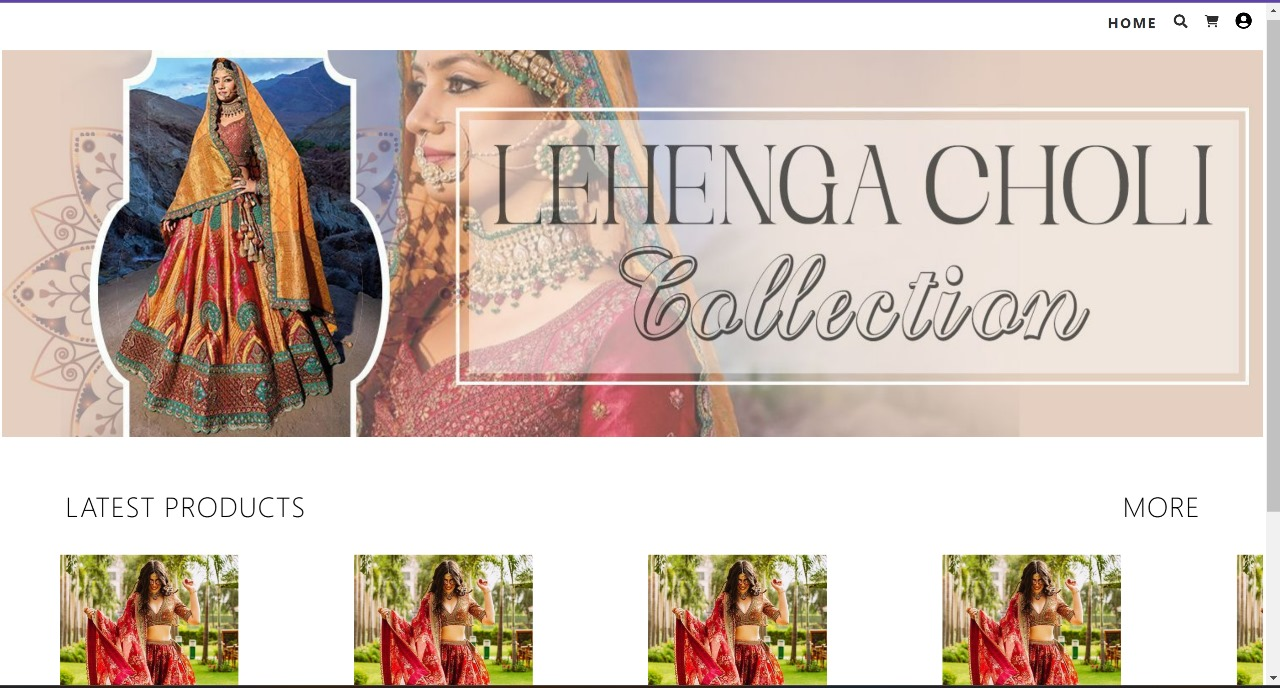 HOME
LEHENGA CHOLI
Collection
LATEST PRODUCTS
MORE